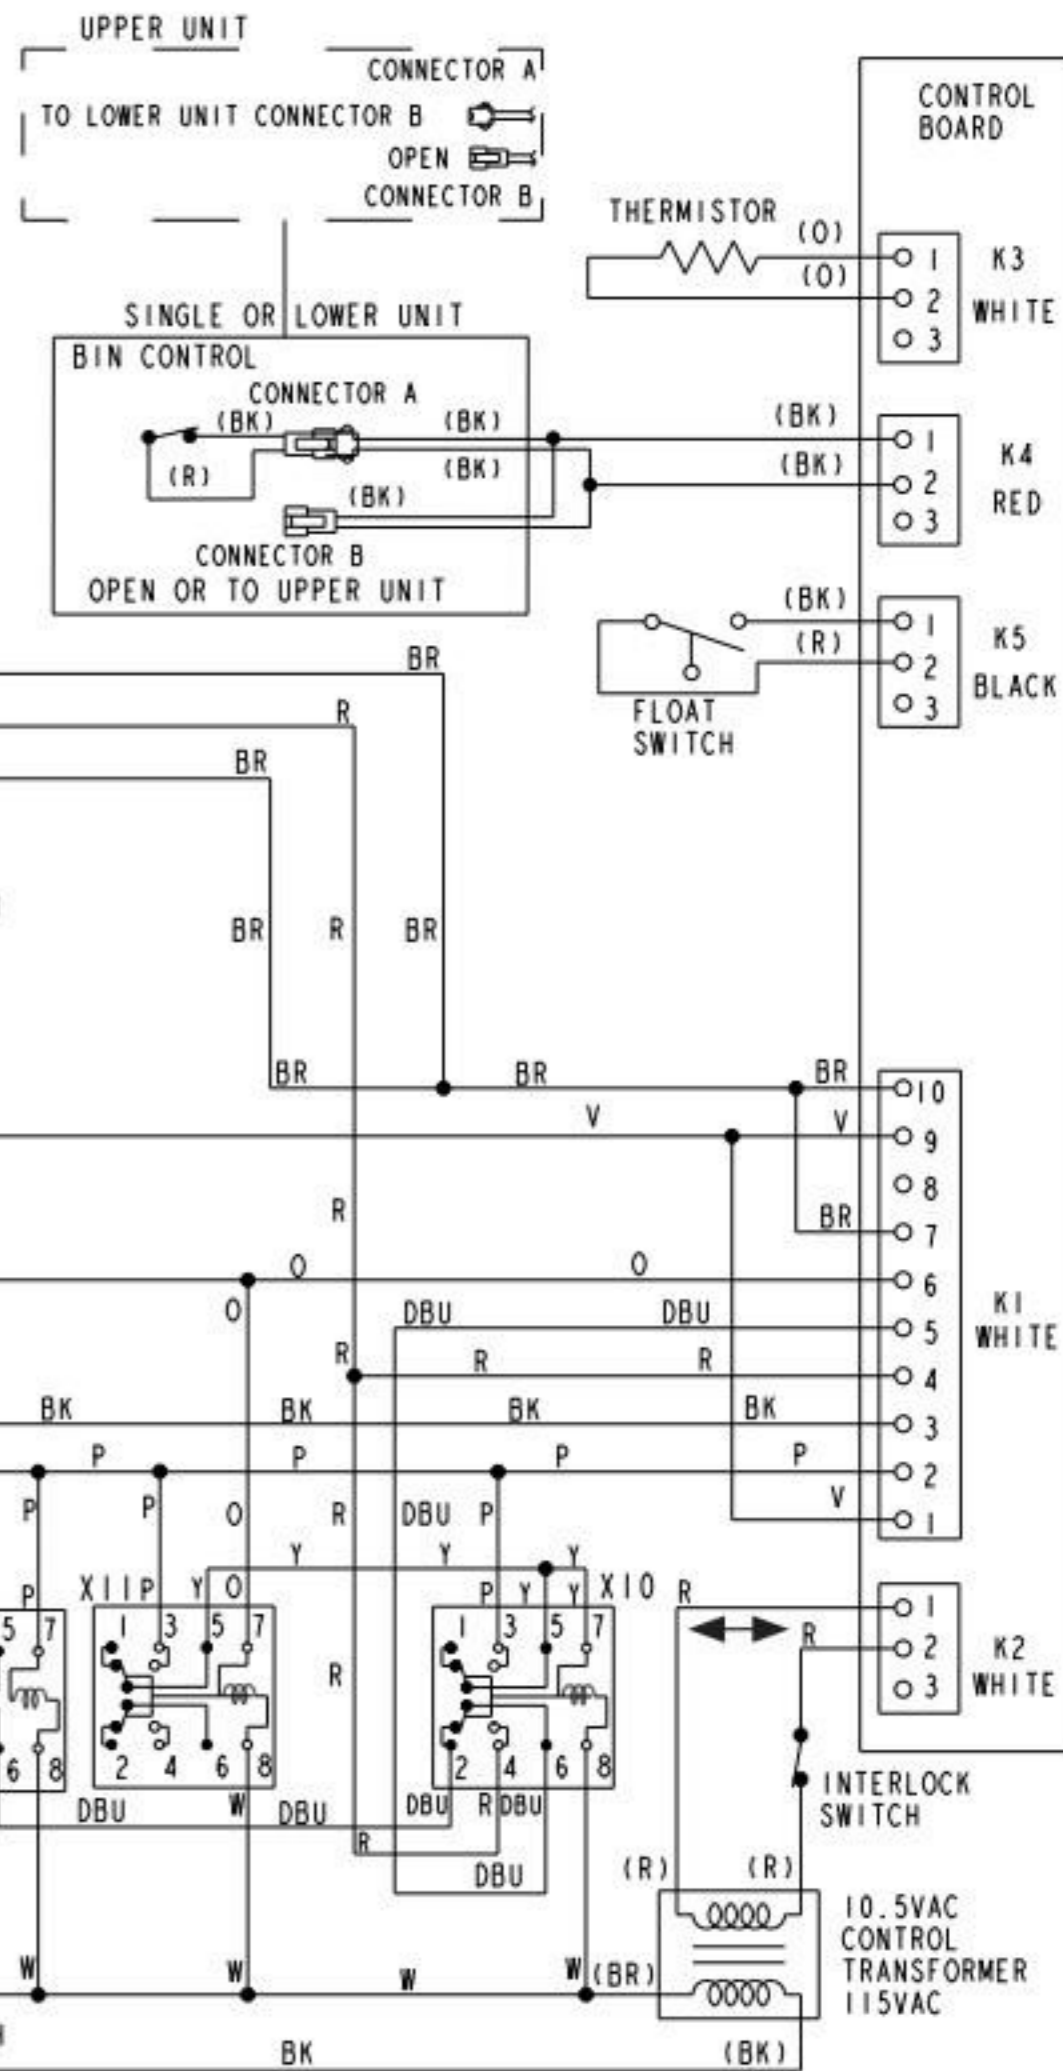 UPPER UNIT
CONNECTOR A
TO LOWER UNIT CONNECTOR B
OPEN
CONNECTOR B
CONTROL
BOARD
THERMISTOR
(O)
(O)
1
2
3
K3
WHITE
SINGLE OR LOWER UNIT
BIN CONTROL
CONNECTOR A
(BK)
(BK)
(BK)
(R)
(BK)
(BK)
(BK)
1
2
3
K4
RED
CONNECTOR B
OPEN OR TO UPPER UNIT
(BK)
(R)
1
2
3
K5
BLACK
FLOAT
SWITCH
BR
R
BR
BR
R
BR
BR
BR
BR
10
V
V
9
8
R
BR
7
O
O
6
O
DBU
DBU
5
R
R
R
4
BK
BK
BK
BK
3
P
P
P
P
2
V
1
K1
WHITE
P
P
O
R
DBU
P
Y
Y
Y
P
X11
P
Y
O
P
Y
Y
X10
R
1
2
3
K2
WHITE
R
5
7
1
3
5
7
1
3
5
7
R
6
8
2
4
6
8
2
4
6
8
DBU
W
DBU
DBU
R
DBU
R
DBU
INTERLOCK
SWITCH
(R)
(R)
10.5VAC
CONTROL
TRANSFORMER
115VAC
W
W
W
W
(BR)
BK
(BK)